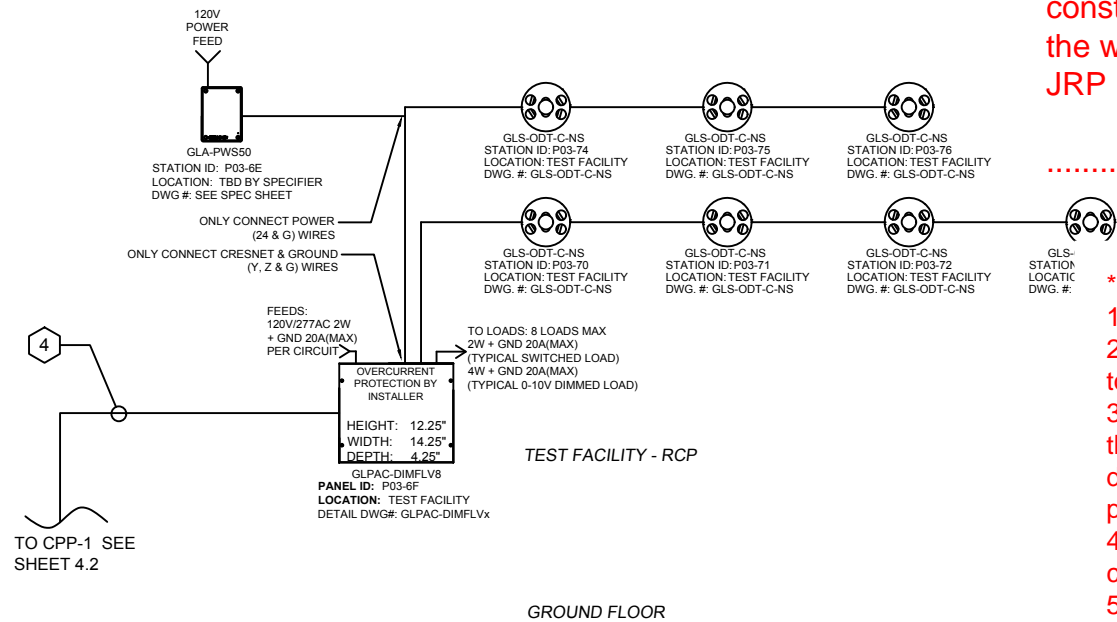 120V
POWER
FEED
GLA-PWS50
STATION ID: P03-6E
LOCATION: TBD BY SPECIFIER
DWG #: SEE SPEC SHEET
ONLY CONNECT POWER
(24 & G) WIRES
ONLY CONNECT CRESNET & GROUND
(Y, Z & G) WIRES
GLS-ODT-C-NS
STATION ID: P03-74
LOCATION: TEST FACILITY
DWG. #: GLS-ODT-C-NS
GLS-ODT-C-NS
STATION ID: P03-75
LOCATION: TEST FACILITY
DWG. #: GLS-ODT-C-NS
GLS-ODT-C-NS
STATION ID: P03-76
LOCATION: TEST FACILITY
DWG. #: GLS-ODT-C-NS
GLS-ODT-C-NS
STATION ID: P03-70
LOCATION: TEST FACILITY
DWG. #: GLS-ODT-C-NS
GLS-ODT-C-NS
STATION ID: P03-71
LOCATION: TEST FACILITY
DWG. #: GLS-ODT-C-NS
GLS-ODT-C-NS
STATION ID: P03-72
LOCATION: TEST FACILITY
DWG. #: GLS-ODT-C-NS
GLS-
DWG. #:
FEEDS:
120V/277AC 2W
+ GND 20A(MAX)
PER CIRCUIT
TO LOADS: 8 LOADS MAX
2W + GND 20A(MAX)
(TYPICAL SWITCHED LOAD)
4W + GND 20A(MAX)
(TYPICAL 0-10V DIMMED LOAD)
OVERCURRENT
PROTECTION BY
INSTALLER
HEIGHT: 12.25"
WIDTH: 14.25"
DEPTH: 4.25"
GLPAC-DIMFLV8
PANEL ID: P03-6F
LOCATION: TEST FACILITY
DETAIL DWG#: GLPAC-DIMFLVx
4
TO CPP-1 SEE
SHEET 4.2
TEST FACILITY - RCP
GROUND FLOOR
the
JRP
*
1
2
3
4
5